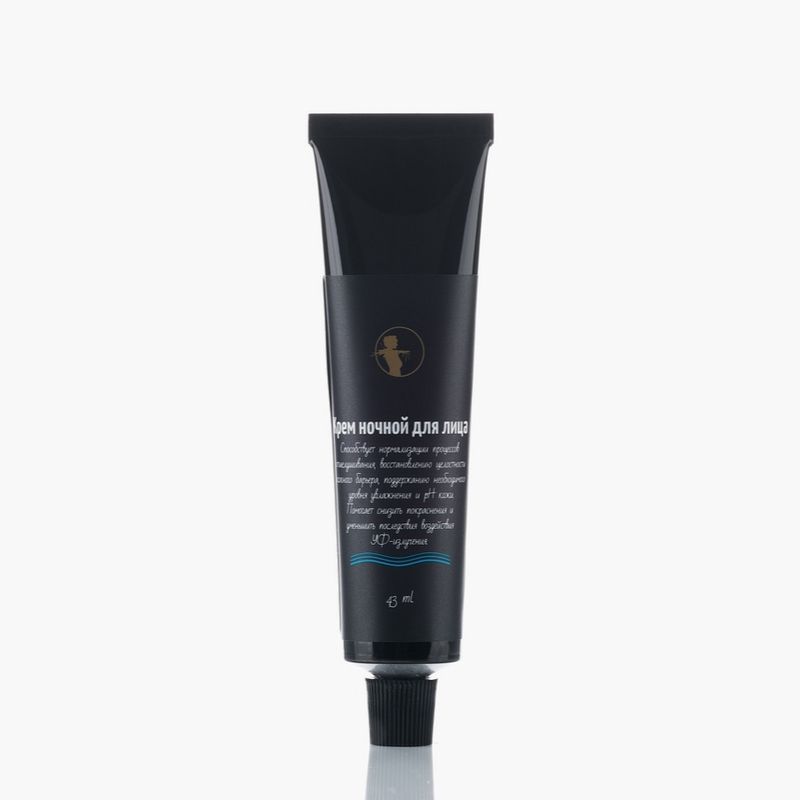 Крем ночной для лица
Способствует нормализации процессов
отшелушивания, восстановлению целостности
барьера, поддержанию необходимого
уровня увлажнения и pH кожи.
Помогает снизить покраснения и
уменьшить последствия воздействия
УФ-излучения.
43 ml